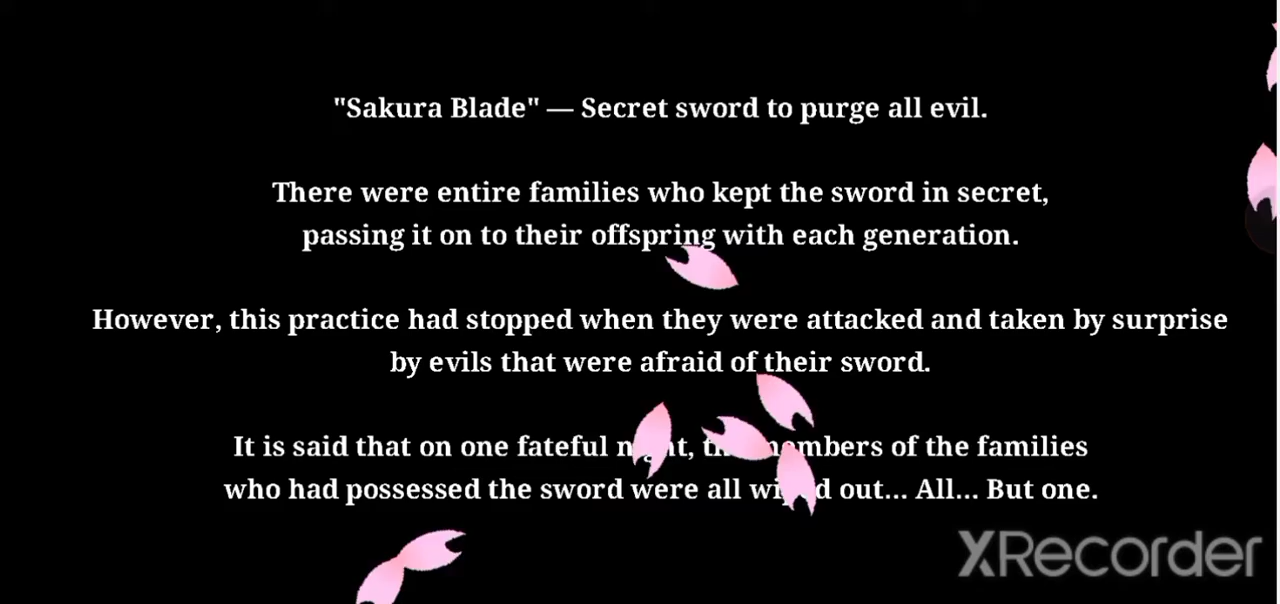 "Sakura Blade" — Secret sword to purge all evil.
There were entire families who kept the sword in secret,
passing it on to their offspring with each generation.
However, this practice had stopped when they were attacked and taken by surprise
by evils that were afraid of their sword.
It is said that on one fateful night, the members of the families
who had possessed the sword were all wiped out... All... But one.
XRecorder